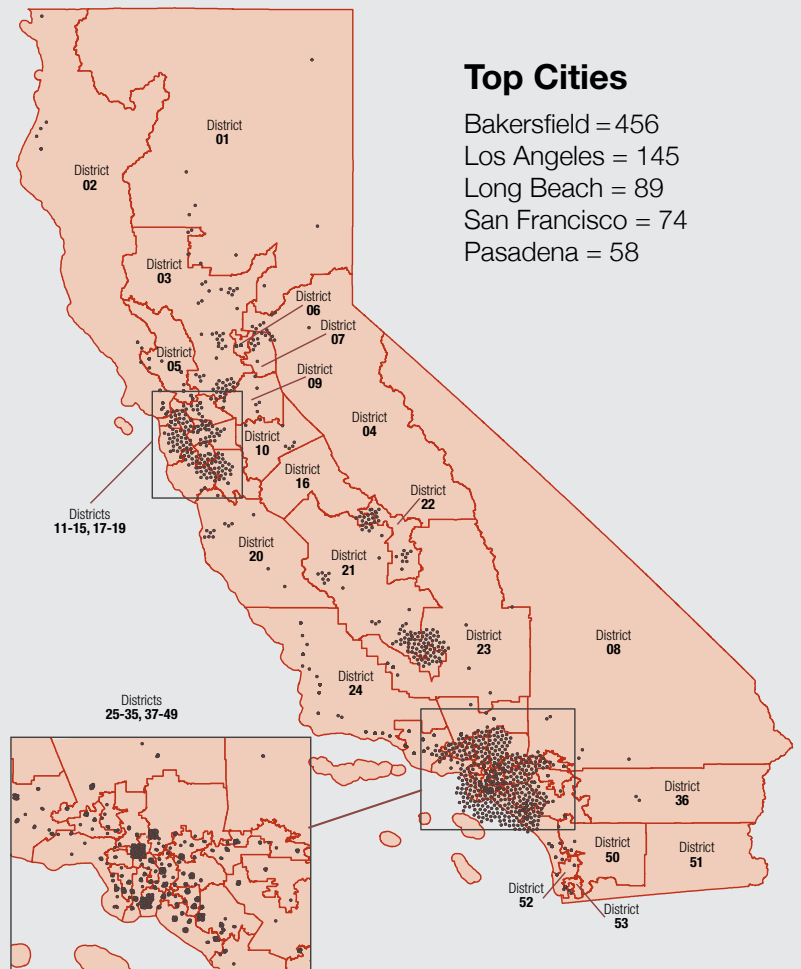 Top Cities
Bakersfield = 456
Los Angeles = 145
Long Beach = 89
San Francisco = 74
Pasadena = 58
District
01
District
02
District
03
District
06
District
07
District
05
District
09
District
04
District
10
District
16
District
22
Districts
11-15, 17-19
District
20
District
21
District
23
District
08
District
24
Districts
25-35, 37-49
District
36
District
50
District
51
District
52
District
53